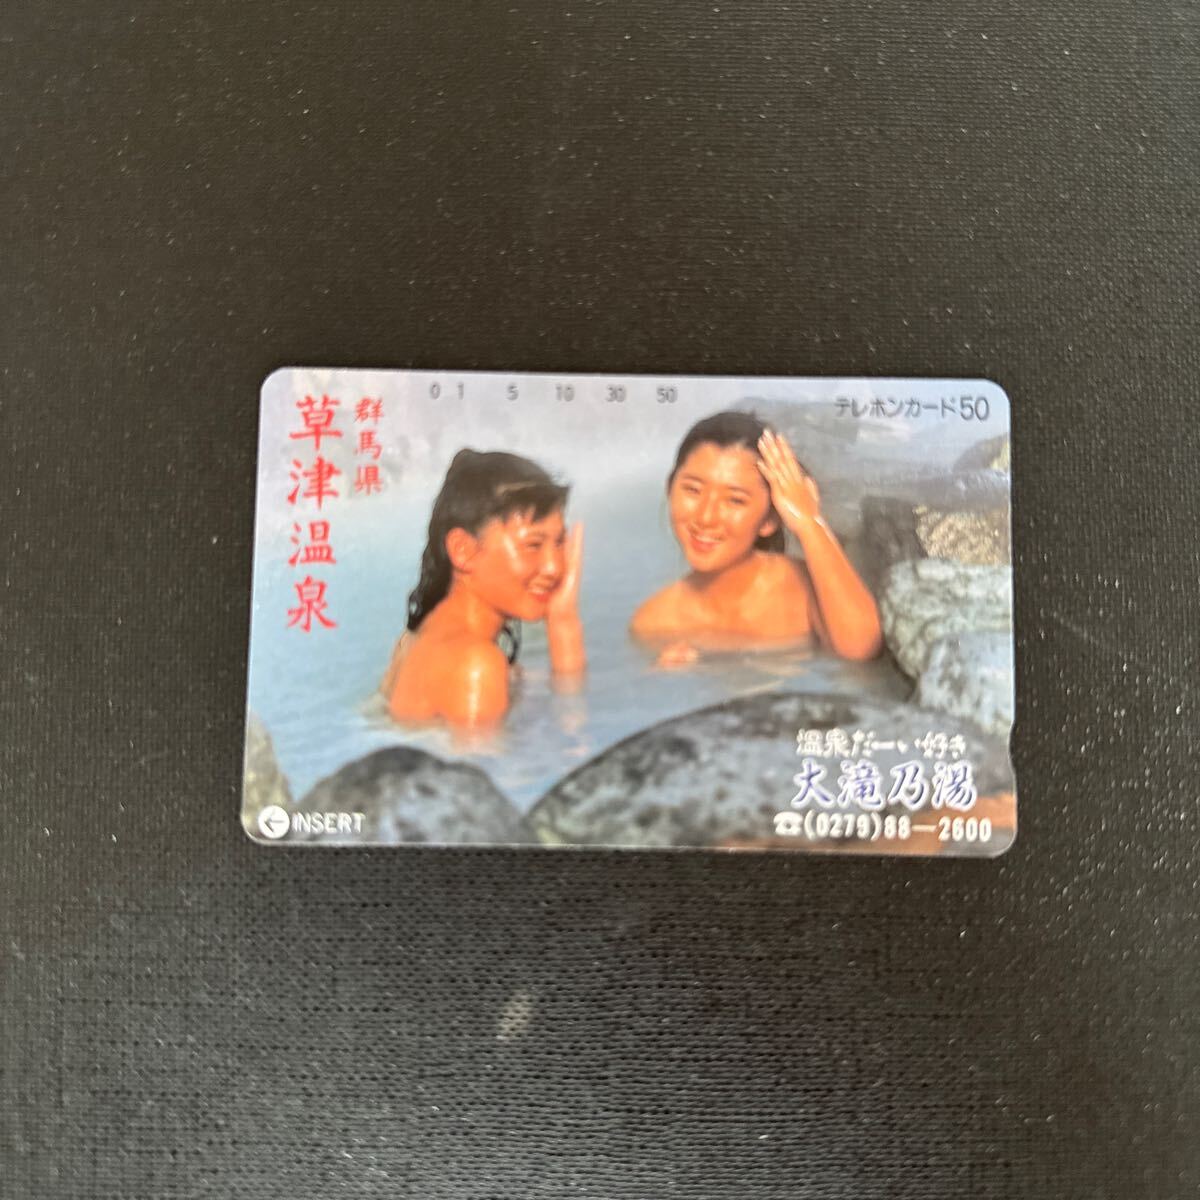 0 1 5 10 30 50
テレホンカード50
群馬県
草津温泉
温泉だーい好き
大滝乃湯
☎(0279)88-2600
INSERT